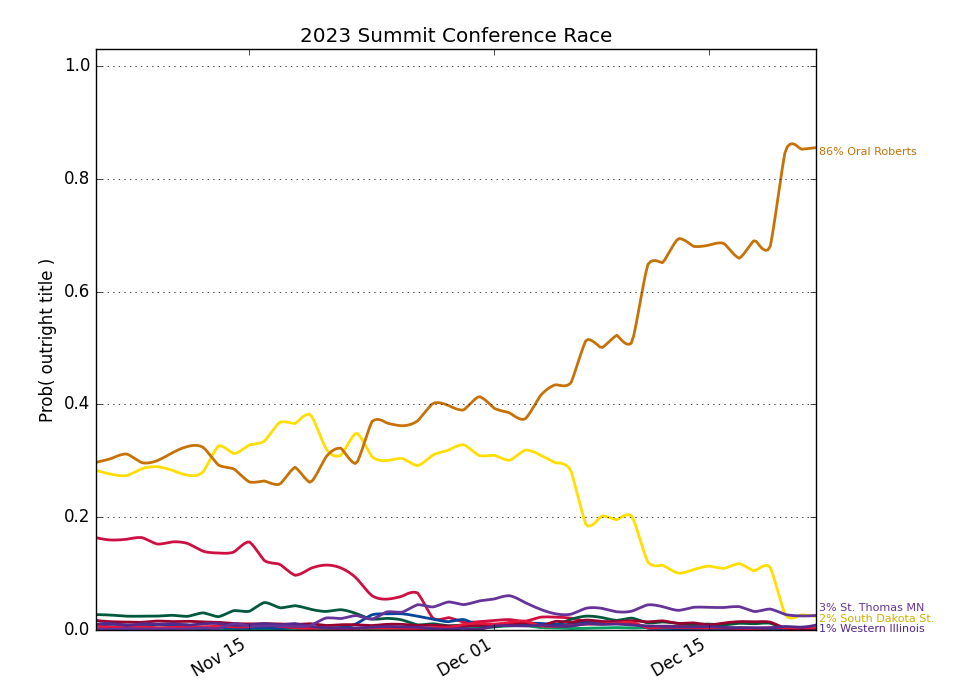 2023 Summit Conference Race
1.0
0.8
0.6
0.4
0.2
0.0
Prob( outright title )
Nov 15
Dec 01
Dec 15
86% Oral Roberts
3% St. Thomas MN
2% South Dakota St.
1% Western Illinois